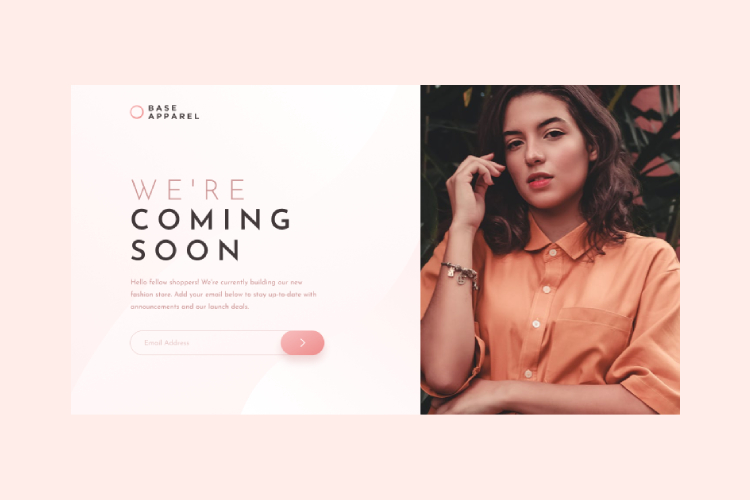 BASE
APPAREL
WE'RE
COMING
SOON
Hello fellow shoppers! We're currently building our new
fashion store. Add your email below to stay up-to-date with
announcements and our launch deals.
Email Address